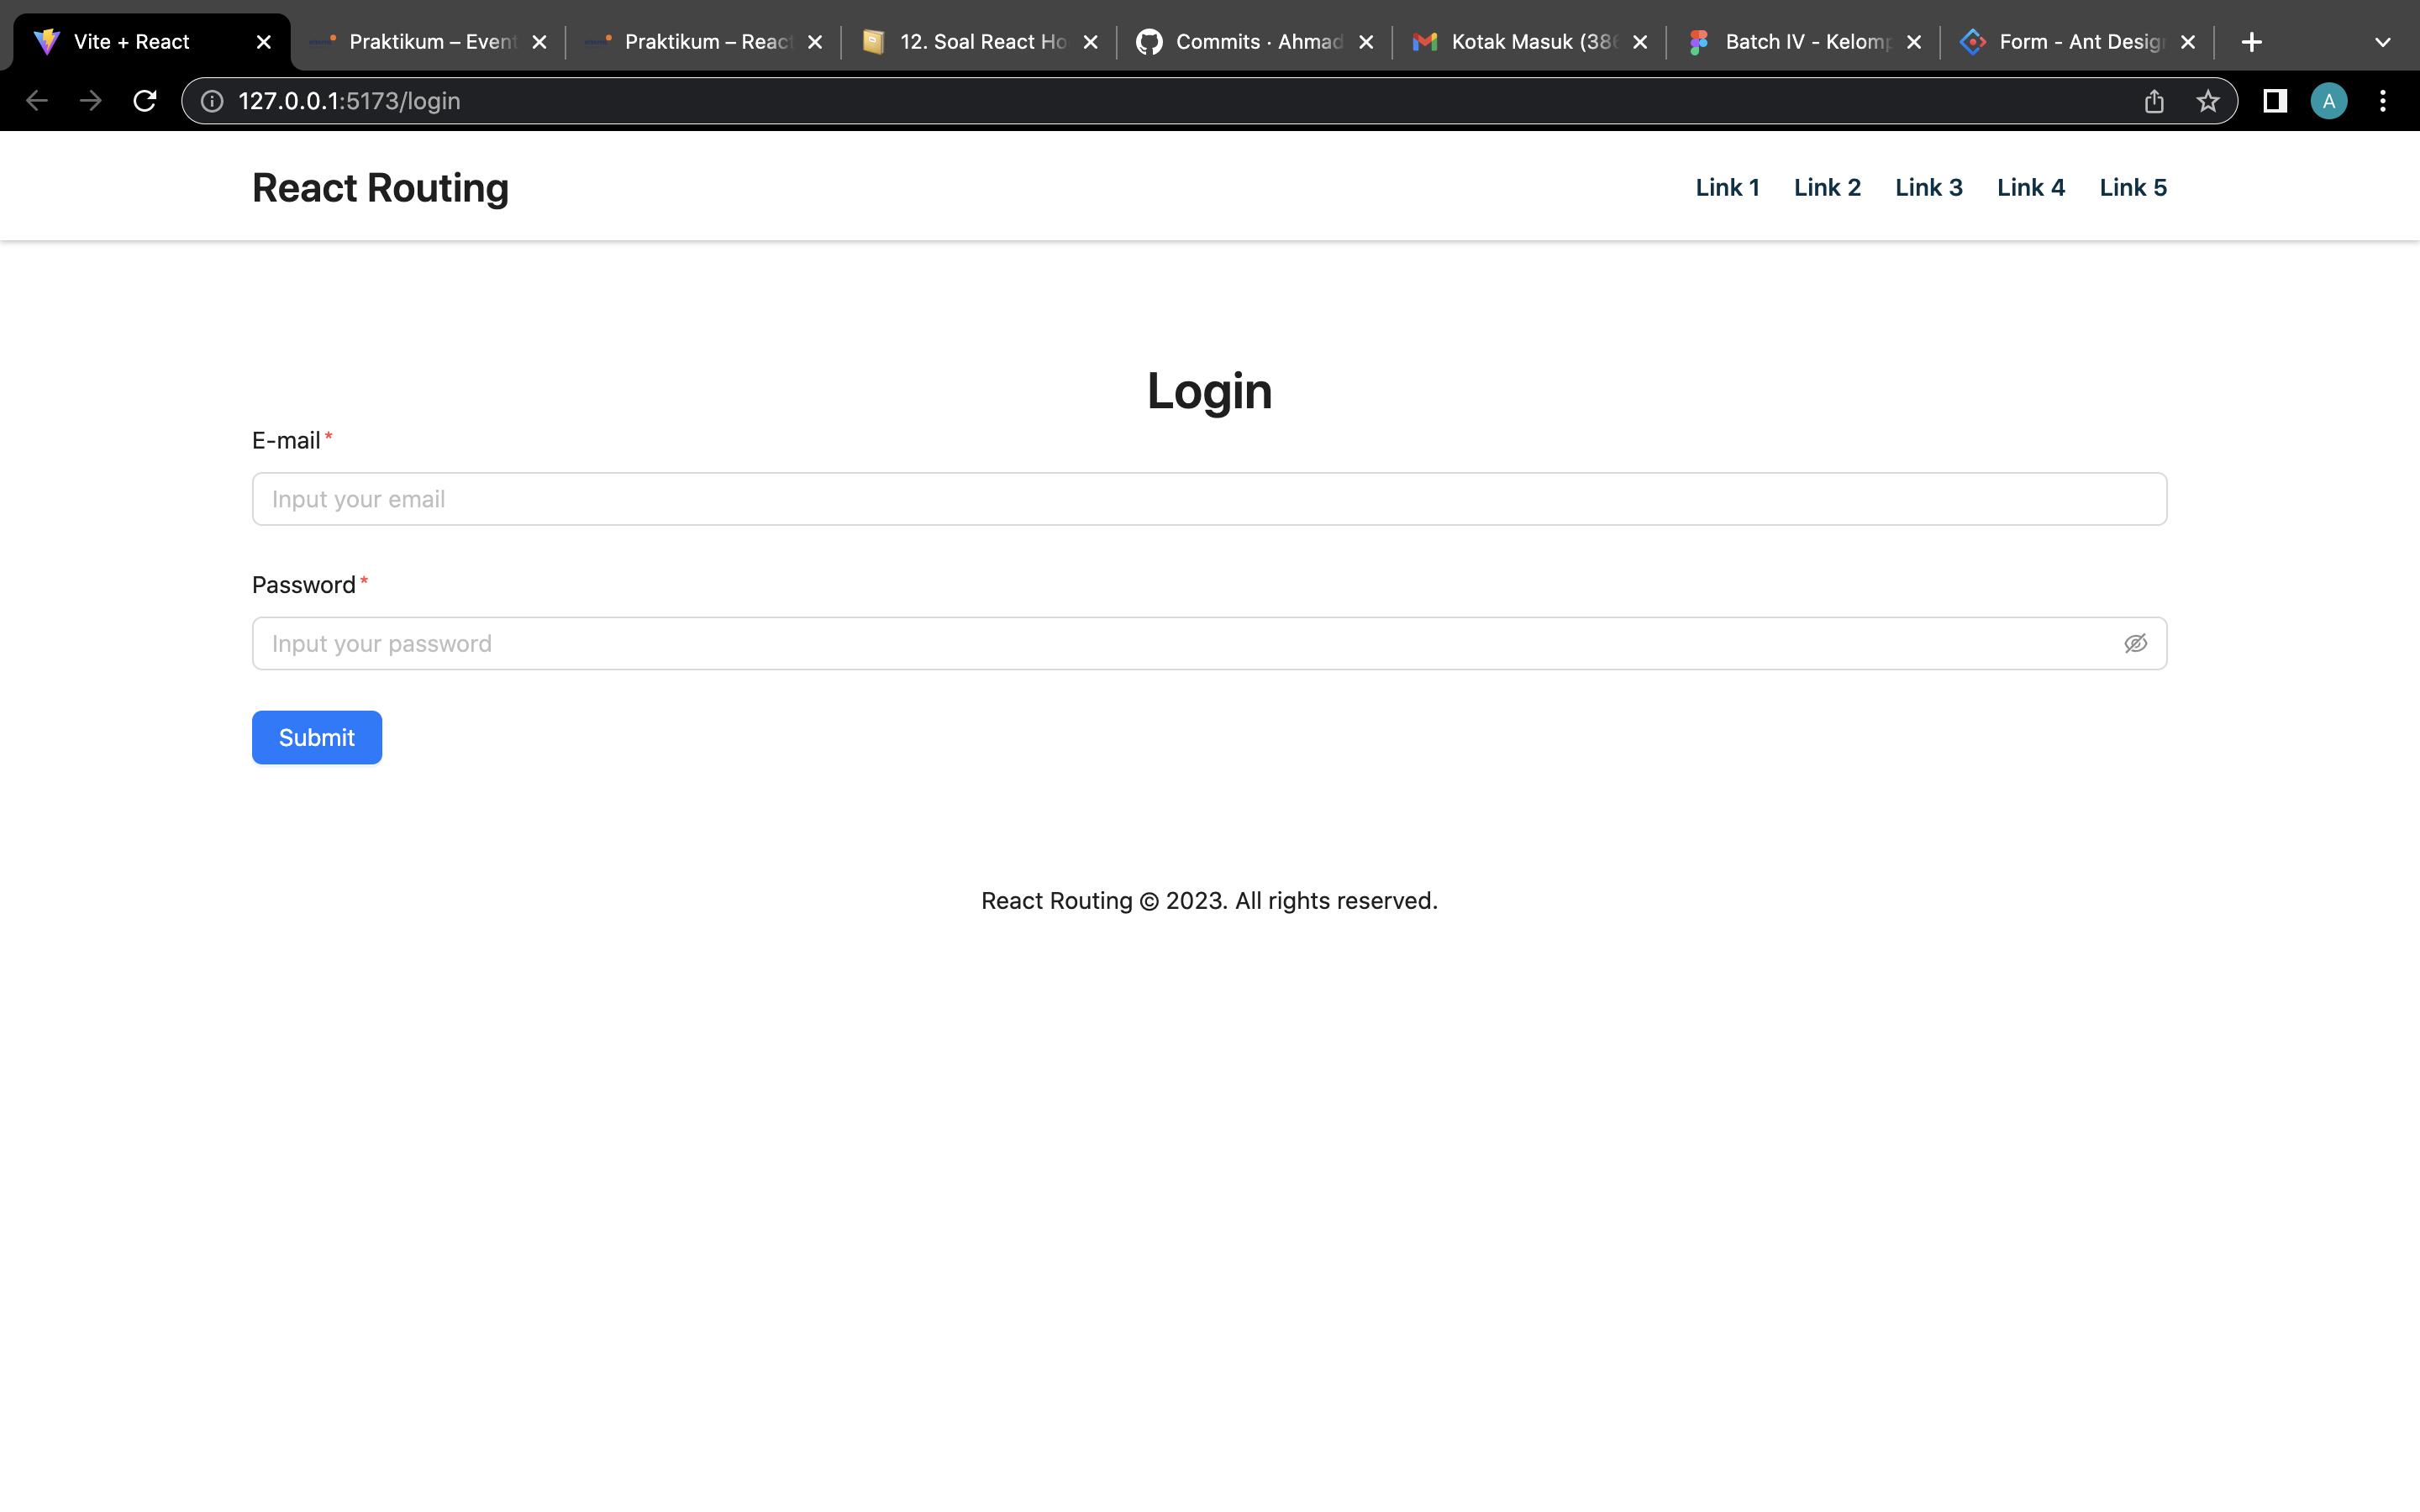 Vite + React
Praktikum – Event
Praktikum – React
12. Soal React Ho
Commits · Ahmad
Kotak Masuk (386
Batch IV - Kelomp
Form - Ant Desig
127.0.0.1:5173/login
A
React Routing
Link 1 Link 2 Link 3 Link 4 Link 5
Login
E-mail *
Input your email
Password *
Input your password
Submit
React Routing © 2023. All rights reserved.